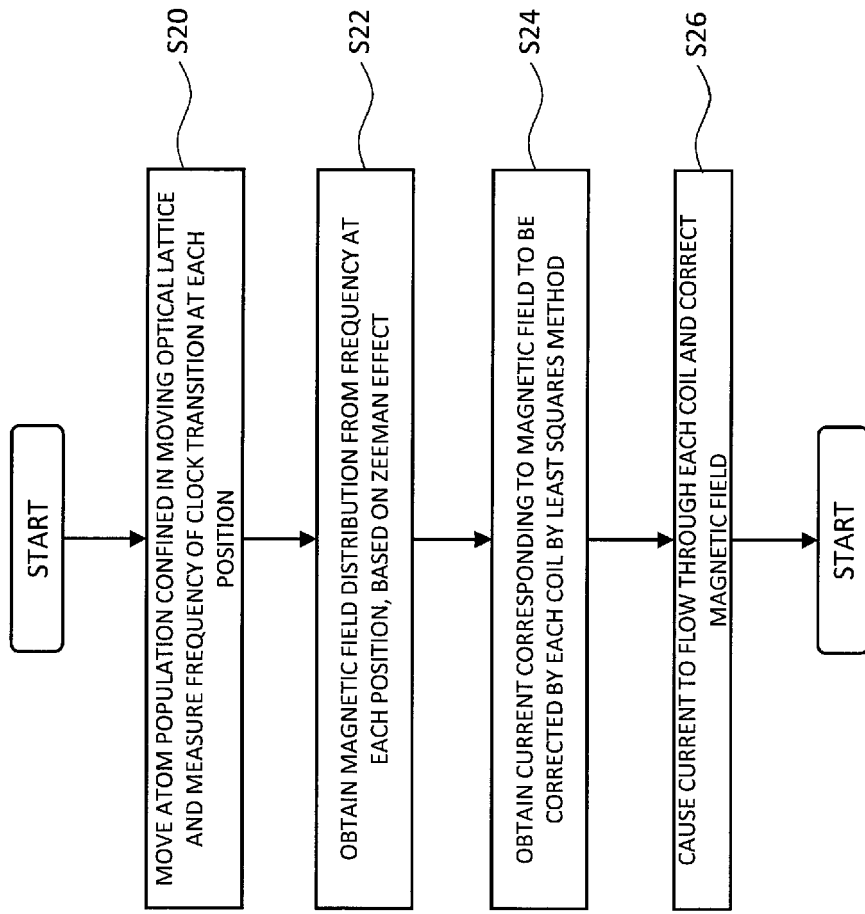 START
MOVE ATOM POPULATION CONFINED IN MOVING OPTICAL LATTICE
AND MEASURE FREQUENCY OF CLOCK TRANSITION AT EACH
POSITION
S20
OBTAIN MAGNETIC FIELD DISTRIBUTION FROM FREQUENCY AT
EACH POSITION, BASED ON ZEEMAN EFFECT
S22
OBTAIN CURRENT CORRESPONDING TO MAGNETIC FIELD TO BE
CORRECTED BY EACH COIL BY LEAST SQUARES METHOD
S24
CAUSE CURRENT TO FLOW THROUGH EACH COIL AND CORRECT
MAGNETIC FIELD
S26
START